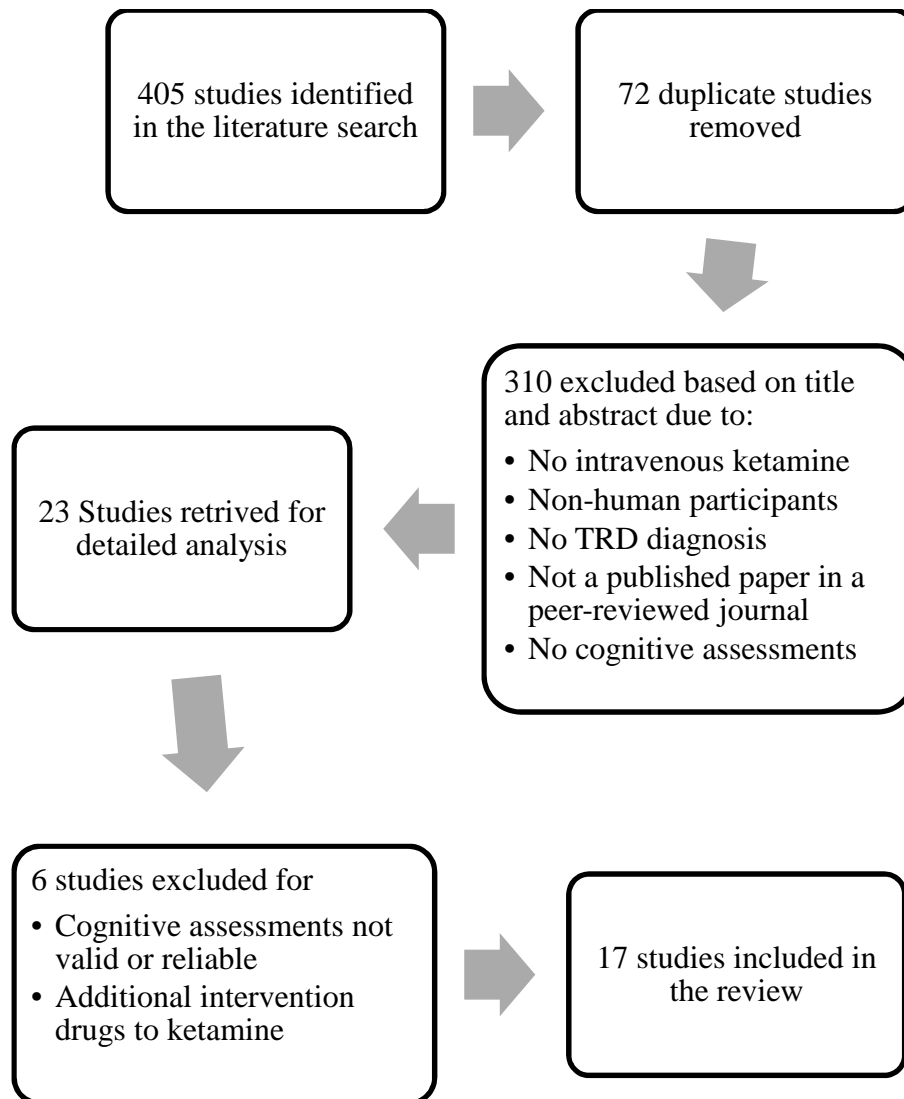 405 studies identified
in the literature search
72 duplicate studies
removed
310 excluded based on title
and abstract due to:
• No intravenous ketamine
• Non-human participants
• No TRD diagnosis
• Not a published paper in a
peer-reviewed journal
• No cognitive assessments
23 Studies retrived for
detailed analysis
6 studies excluded for
• Cognitive assessments not
valid or reliable
• Additional intervention
drugs to ketamine
17 studies included in
the review